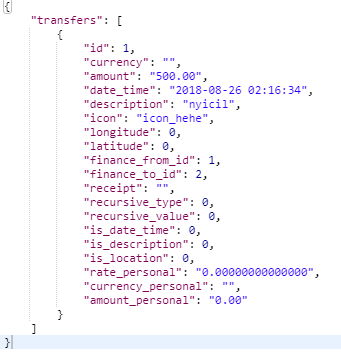 {
    "transfers": [
        {
            "id": 1,
            "currency": "",
            "amount": "500.00",
            "date_time": "2018-08-26 02:16:34",
            "description": "nyicil",
            "icon": "icon_hehe",
            "longitude": 0,
            "latitude": 0,
            "finance_from_id": 1,
            "finance_to_id": 2,
            "receipt": "",
            "recursive_type": 0,
            "recursive_value": 0,
            "is_date_time": 0,
            "is_description": 0,
            "is_location": 0,
            "rate_personal": "0.00000000000000",
            "currency_personal": "",
            "amount_personal": "0.00"
        }
    ]
}